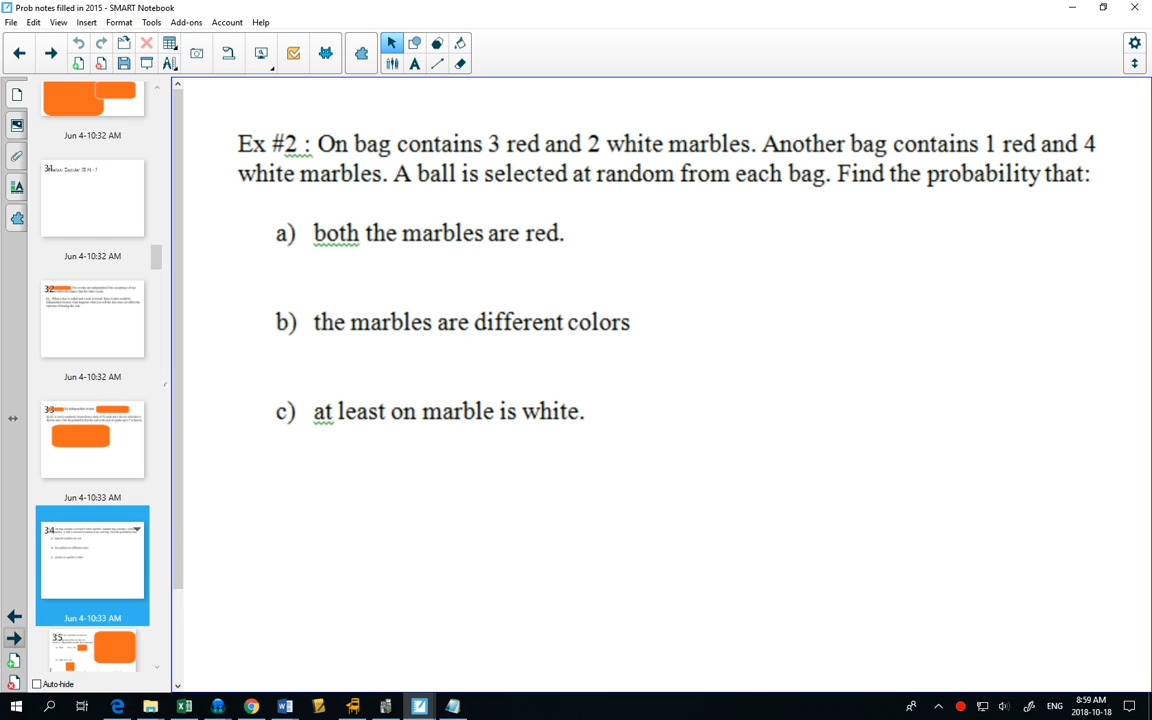 Prob notes filled in 2015 - SMART Notebook
File Edit View Insert Format Tools Add-ons Account Help
Jun 4-10:32 AM
31
Jun 4-10:32 AM
32
Jun 4-10:32 AM
33
Jun 4-10:33 AM
34
Jun 4-10:33 AM
35
Auto-hide
Ex #2 : On bag contains 3 red and 2 white marbles. Another bag contains 1 red and 4
white marbles. A ball is selected at random from each bag. Find the probability that:
a) both the marbles are red.
b) the marbles are different colors
c) at least on marble is white.
ENG
8:59 AM
2018-10-18